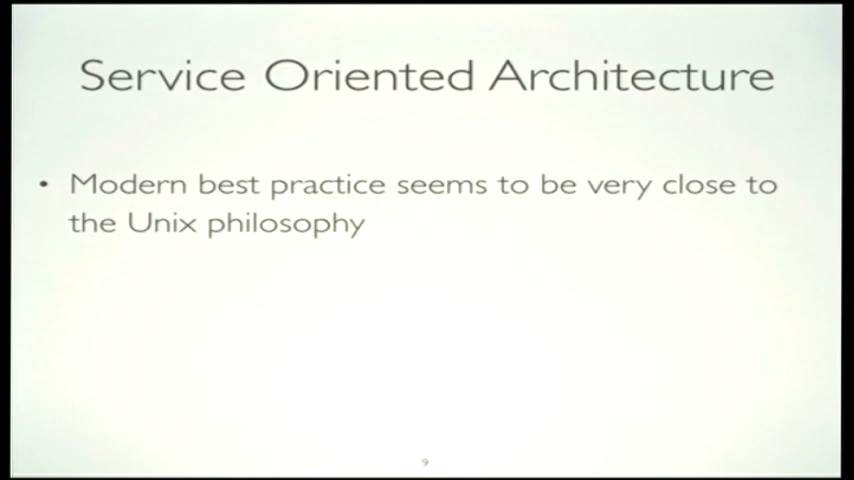 Service Oriented Architecture
• Modern best practice seems to be very close to
the Unix philosophy
9